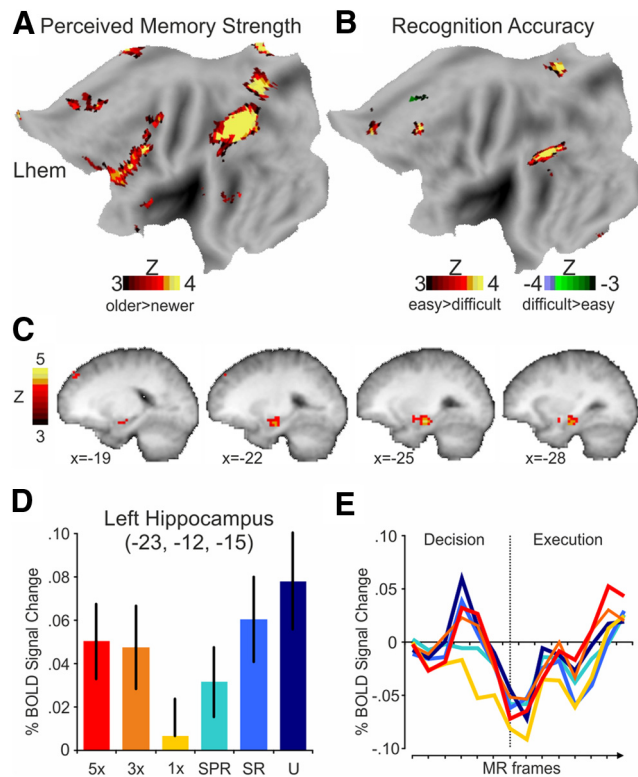 A Perceived Memory Strength
B Recognition Accuracy
Lhem
Z
3 4
older>newer
Z
3 4
easy>difficult
Z
-4 -3
difficult>easy
C
5
Z
3
x=-19
x=-22
x=-25
x=-28
D
Left Hippocampus
(-23, -12, -15)
% BOLD Signal Change
.10
.08
.06
.04
.02
0
5x 3x 1x SPR SR U
E
Decision Execution
% BOLD Signal Change
.10
.05
0
-.05
-.10
MR frames